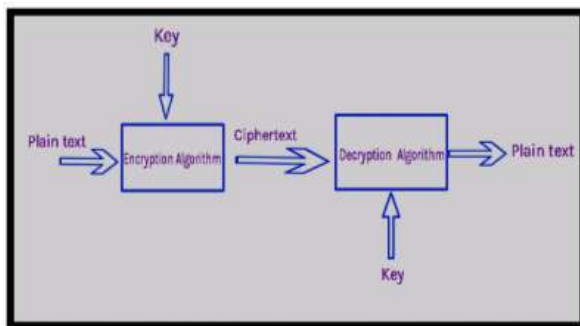 Key
Plain text
Encryption Algorithm
Ciphertext
Decryption Algorithm
Plain text
Key